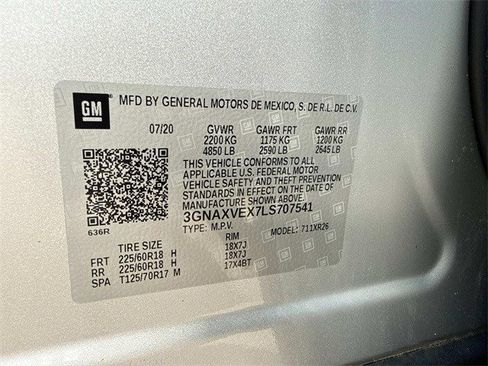 GM MFD BY GENERAL MOTORS DE MEXICO, S. DE R.L. DE C.V.
07/20 GVWR GAWR FRT GAWR RR
2200 KG 1175 KG 1200 KG
4850 LB 2590 LB 2645 LB
THIS VEHICLE CONFORMS TO ALL
APPLICABLE U.S. FEDERAL MOTOR
VEHICLE SAFETY AND THEFT PREVENTION
STANDARDS IN EFFECT ON THE DATE OF
MANUFACTURE SHOWN ABOVE.
3GNAXVEX7LS707541
636R TYPE: M.P.V. MODEL: 711XR26
TIRE SIZE RIM
FRT 225/60R18 H 18X7J
RR 225/60R18 H 18X7J
SPA T125/70R17 M 17X4BT